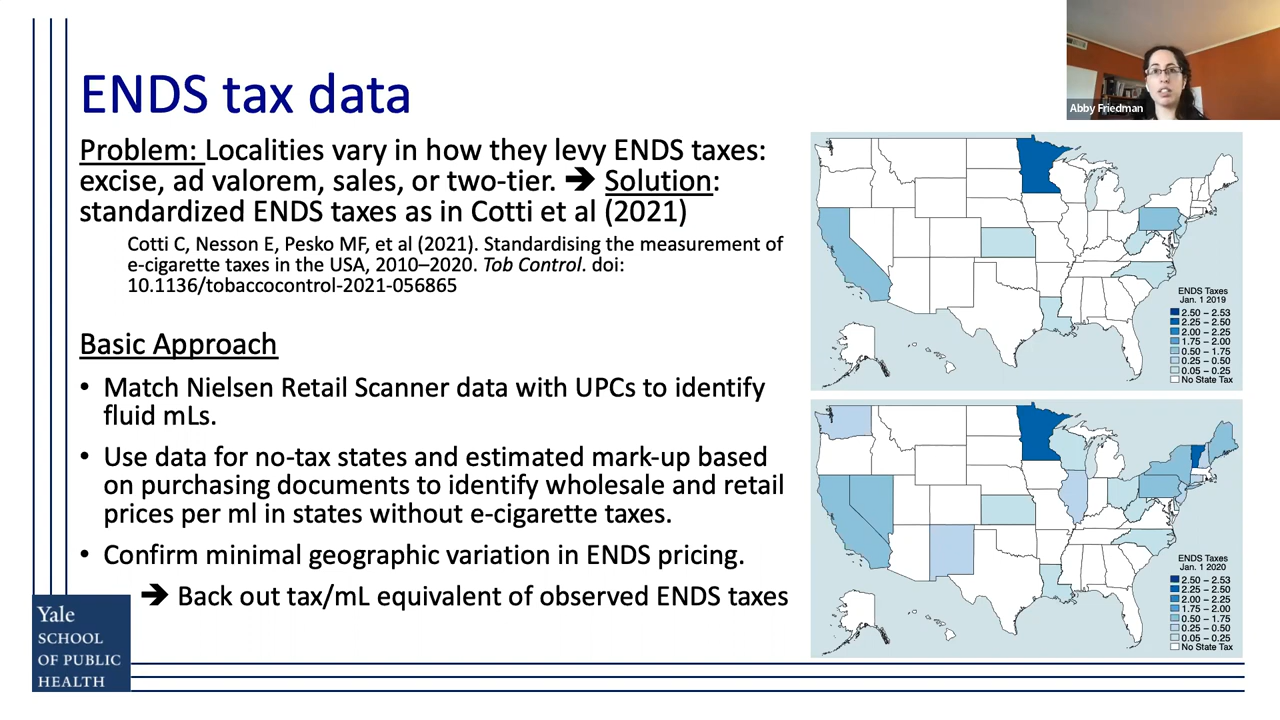 Abby Friedman
ENDS tax data
Problem: Localities vary in how they levy ENDS taxes:
excise, ad valorem, sales, or two-tier. ➔ Solution:
standardized ENDS taxes as in Cotti et al (2021)
Cotti C, Nesson E, Pesko MF, et al (2021). Standardising the measurement of
e-cigarette taxes in the USA, 2010–2020. Tob Control. doi:
10.1136/tobaccocontrol-2021-056865
Basic Approach
• Match Nielsen Retail Scanner data with UPCs to identify
fluid mLs.
• Use data for no-tax states and estimated mark-up based
on purchasing documents to identify wholesale and retail
prices per ml in states without e-cigarette taxes.
• Confirm minimal geographic variation in ENDS pricing.
➔ Back out tax/mL equivalent of observed ENDS taxes
ENDS Taxes
Jan. 1 2019
2.50 – 2.53
2.25 – 2.50
2.00 – 2.25
1.75 – 2.00
0.50 – 1.75
0.25 – 0.50
0.05 – 0.25
No State Tax
ENDS Taxes
Jan. 1 2020
2.50 – 2.53
2.25 – 2.50
2.00 – 2.25
1.75 – 2.00
0.50 – 1.75
0.25 – 0.50
0.05 – 0.25
No State Tax
Yale
SCHOOL
OF PUBLIC
HEALTH